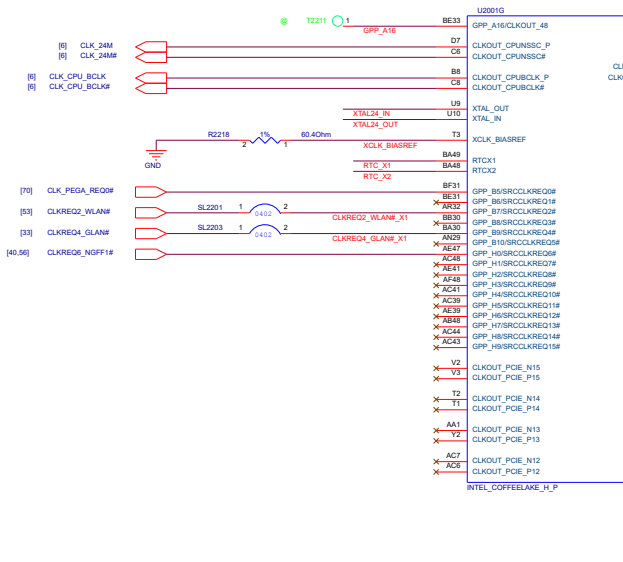 U2001G
@ T2211 1 BE33 GPP_A16/CLKOUT_48
GPP_A16
[6] CLK_24M D7 CLKOUT_CPUNSSC_P
[6] CLK_24M# C6 CLKOUT_CPUNSSC#
CL
[6] CLK_CPU_BCLK B8 CLKOUT_CPUBCLK_P
CLK
[6] CLK_CPU_BCLK# C8 CLKOUT_CPUBCLK#
U9 XTAL_OUT
XTAL24_IN U10 XTAL_IN
XTAL24_OUT
R2218 1% 60.4Ohm T3 XCLK_BIASREF
2 1 XCLK_BIASREF
GND
BA49 RTCX1
RTC_X1 BA48 RTCX2
RTC_X2
[70] CLK_PEGA_REQ0# BF31 GPP_B5/SRCCLKREQ0#
BE31 GPP_B6/SRCCLKREQ1#
[53] CLKREQ2_WLAN# SL2201 1 0402 2 AR32 GPP_B7/SRCCLKREQ2#
CLKREQ2_WLAN#_X1 BB30 GPP_B8/SRCCLKREQ3#
[33] CLKREQ4_GLAN# SL2203 1 0402 2 BA30 GPP_B9/SRCCLKREQ4#
CLKREQ4_GLAN#_X1 AN29 GPP_B10/SRCCLKREQ5#
[40,56] CLKREQ6_NGFF1# AE47 GPP_H0/SRCCLKREQ6#
AC48 GPP_H1/SRCCLKREQ7#
AE41 GPP_H2/SRCCLKREQ8#
AF48 GPP_H3/SRCCLKREQ9#
AC41 GPP_H4/SRCCLKREQ10#
AC39 GPP_H5/SRCCLKREQ11#
AE39 GPP_H6/SRCCLKREQ12#
AB48 GPP_H7/SRCCLKREQ13#
AC44 GPP_H8/SRCCLKREQ14#
AC43 GPP_H9/SRCCLKREQ15#
V2 CLKOUT_PCIE_N15
V3 CLKOUT_PCIE_P15
T2 CLKOUT_PCIE_N14
T1 CLKOUT_PCIE_P14
AA1 CLKOUT_PCIE_N13
Y2 CLKOUT_PCIE_P13
AC7 CLKOUT_PCIE_N12
AC6 CLKOUT_PCIE_P12
INTEL_COFFEELAKE_H_P